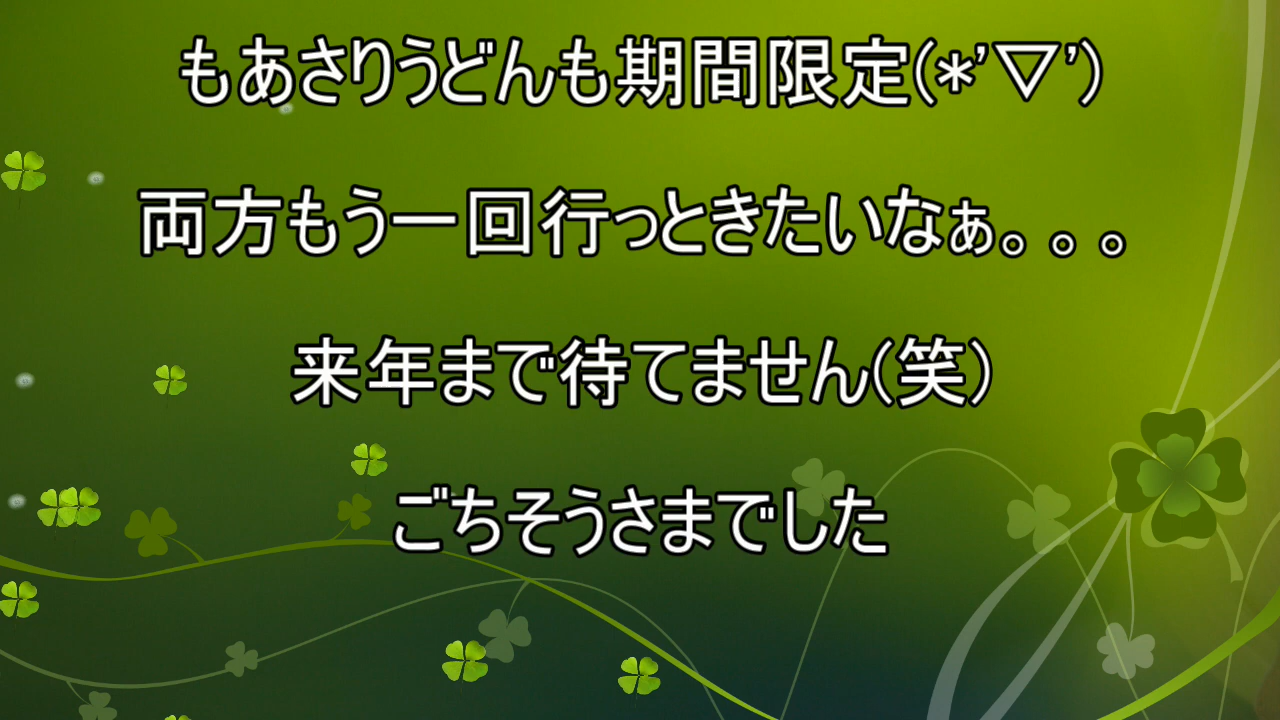 もあさりうどんも期間限定(*'▽')
両方もう一回行っときたいなぁ。。。
来年まで待てません(笑)
ごちそうさまでした